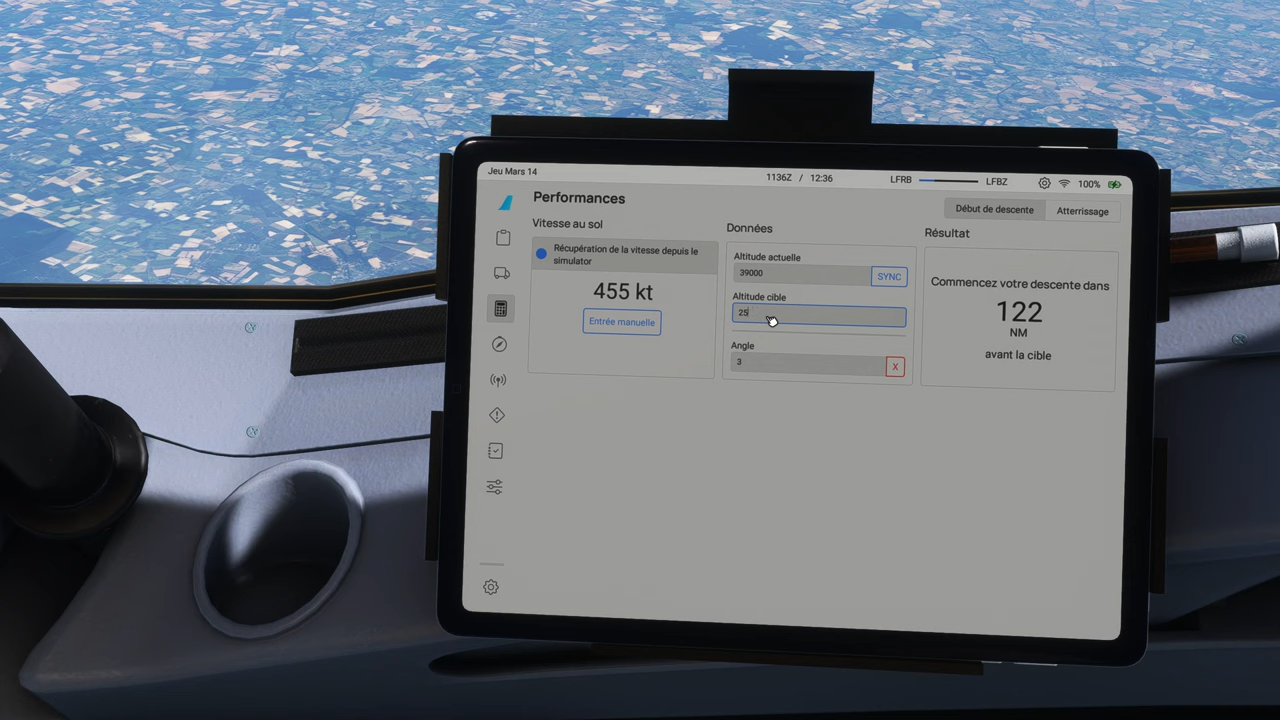 Jeu Mars 14
1136Z / 12:36
LFRB
LFBZ
100%
Performances
Début de descente
Atterrissage
Vitesse au sol
Récupération de la vitesse depuis le
simulator
455 kt
Entrée manuelle
Données
Altitude actuelle
39000
SYNC
Altitude cible
25
Angle
3
X
Résultat
Commencez votre descente dans
122
NM
avant la cible